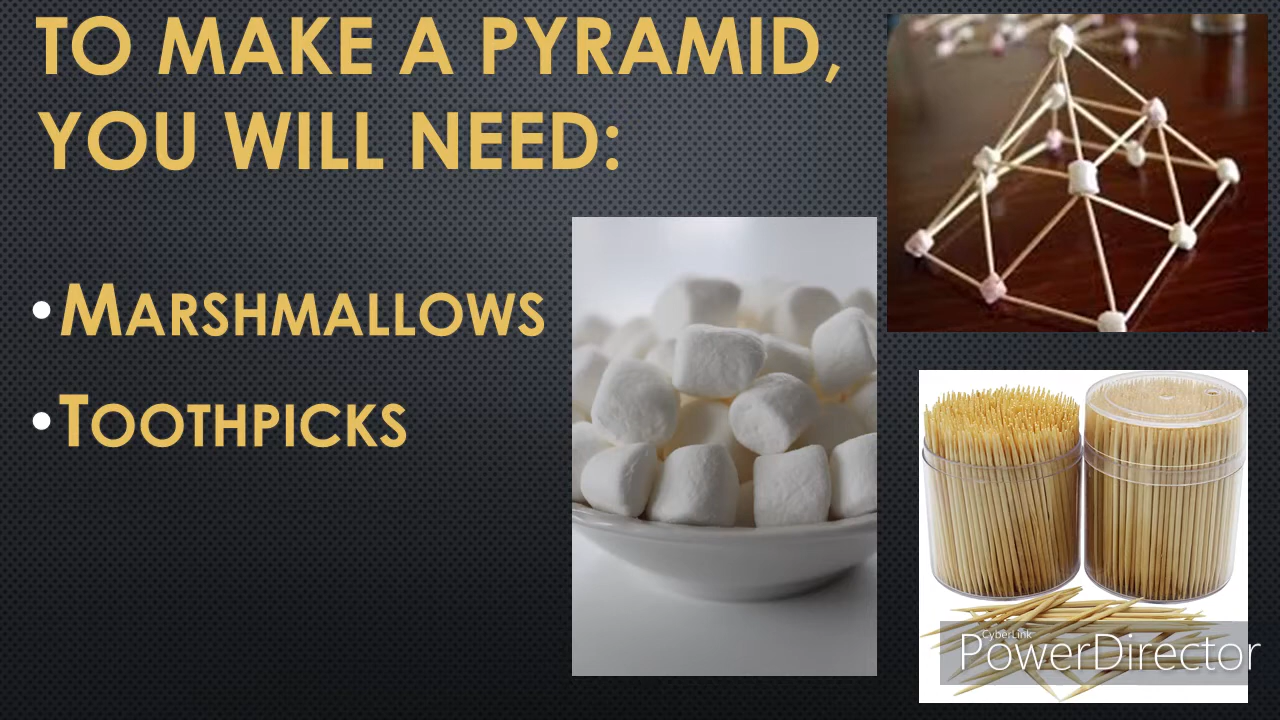 TO MAKE A PYRAMID,
YOU WILL NEED:
• MARSHMALLOWS
• TOOTHPICKS
CyberLink
PowerDirector